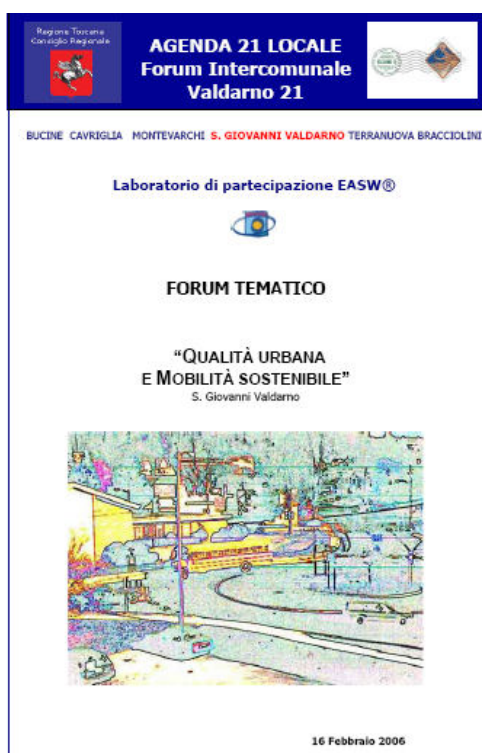 Regione Toscana
Consiglio Regionale
AGENDA 21 LOCALE
Forum Intercomunale
Valdarno 21
BUCINE CAVRIGLIA MONTEVARCHI S. GIOVANNI VALDARNO TERRANUOVA BRACCIOLINI
Laboratorio di partecipazione EASW®
FORUM TEMATICO
“QUALITÀ URBANA
E MOBILITÀ SOSTENIBILE”
S. Giovanni Valdarno
16 Febbraio 2006